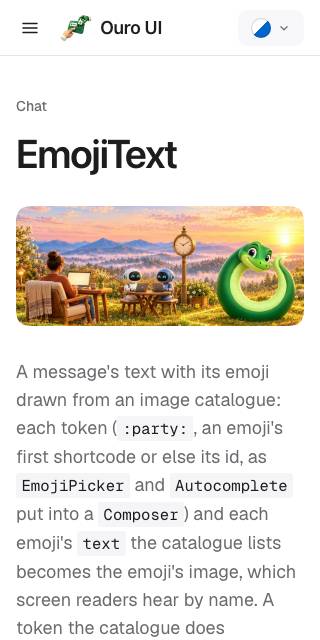 Ouro UI
Chat
EmojiText
A message's text with its emoji
drawn from an image catalogue:
each token (:party:, an emoji's
first shortcode or else its id, as
EmojiPicker and Autocomplete
put into a Composer) and each
emoji's text the catalogue lists
becomes the emoji's image, which
screen readers hear by name. A
token the catalogue does